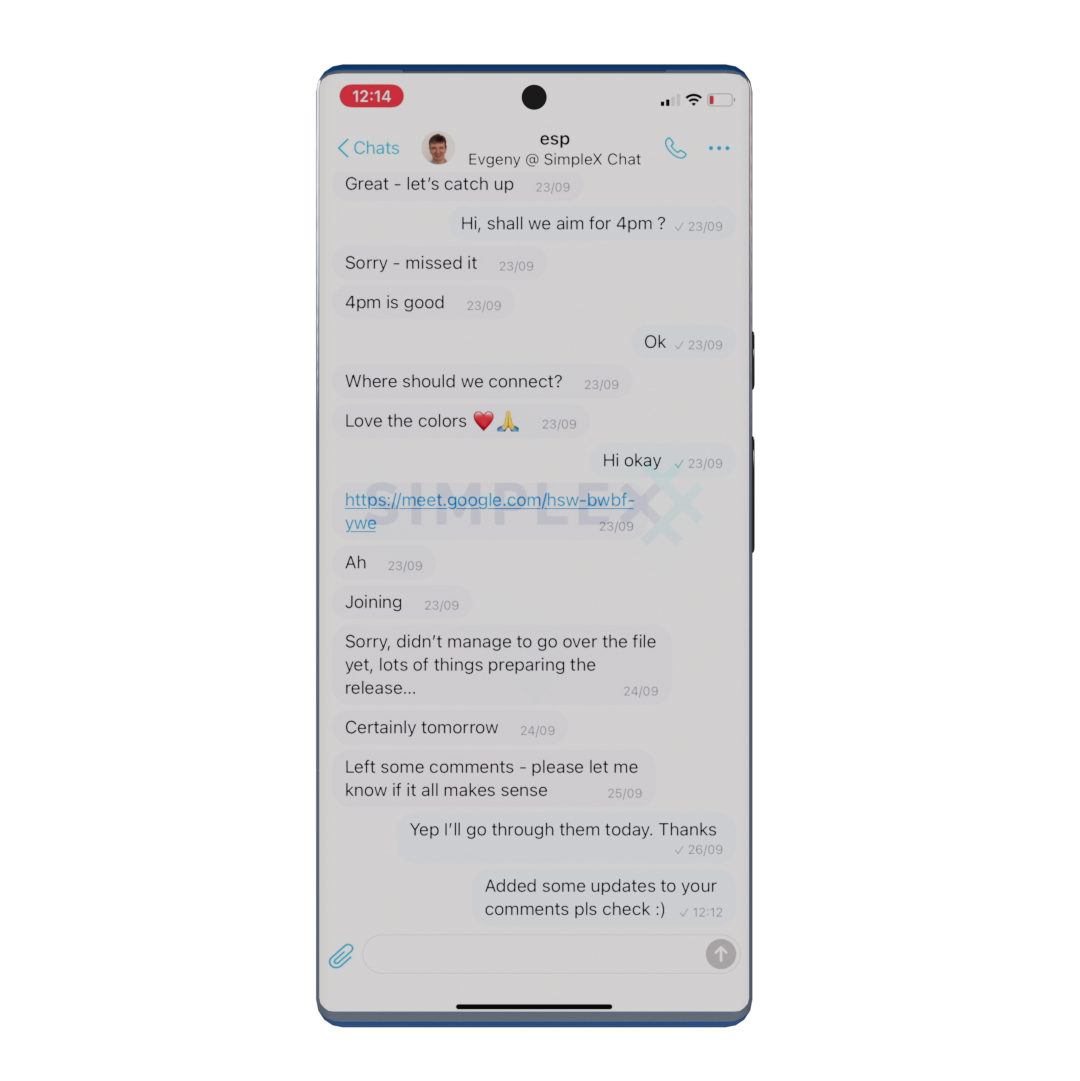 12:14
Chats
esp
Evgeny @ SimpleX Chat
Great - let's catch up 23/09
Hi, shall we aim for 4pm ? ✓ 23/09
Sorry - missed it 23/09
4pm is good 23/09
Ok ✓ 23/09
Where should we connect? 23/09
Love the colors ❤️🙏 23/09
Hi okay ✓ 23/09
SIMPLEX
https://meet.google.com/hsw-bwbf-
ywe 23/09
Ah 23/09
Joining 23/09
Sorry, didn't manage to go over the file
yet, lots of things preparing the
release... 24/09
Certainly tomorrow 24/09
Left some comments - please let me
know if it all makes sense 25/09
Yep I'll go through them today. Thanks
✓ 26/09
Added some updates to your
comments pls check :) ✓ 12:12